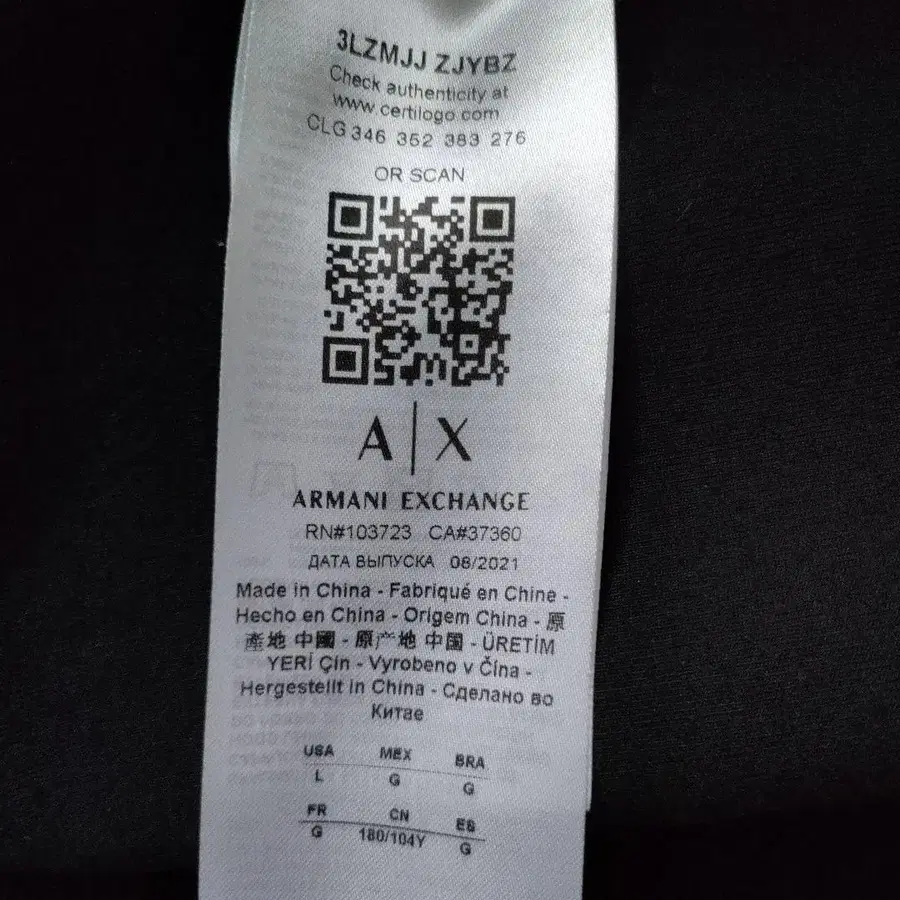 3LZMJJ ZJYBZ
Check authenticity at
www.certilogo.com
CLG 346 352 383 276
OR SCAN
A|X
ARMANI EXCHANGE
RN#103723 CA#37360
ДАТА ВЫПУСКА 08/2021
Made in China - Fabriqué en Chine -
Hecho en China - Origem China - 原
產地 中國 - 原产地 中国 - ÜRETİM
YERİ Çin - Vyrobeno v Čína -
Hergestellt in China - Сделано во
Китае
USA MEX BRA
L G G
FR CN ES
G 180/104Y G